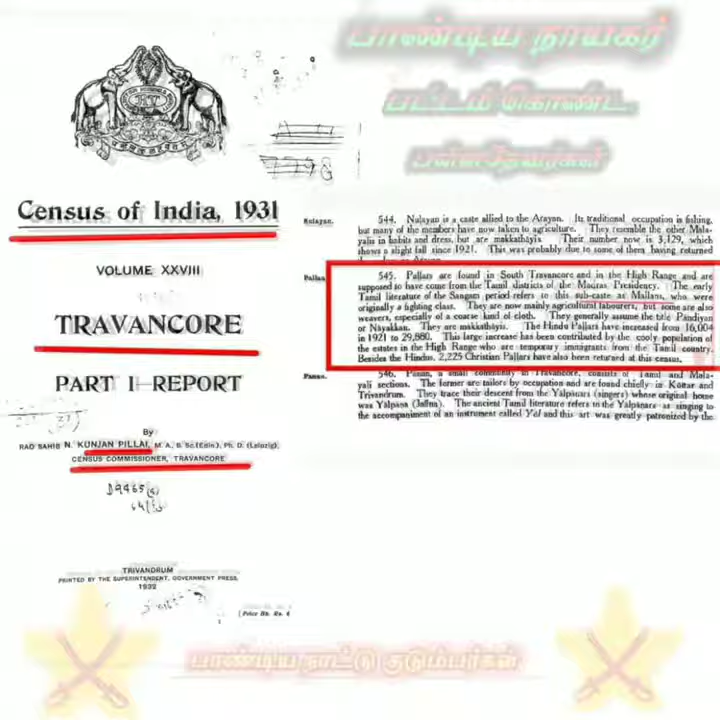 பாண்டிய நாயகர்
பட்டம் கொண்ட
Census of India, 1931
VOLUME XXVIII
TRAVANCORE
PART I—REPORT
By
RAO SAHIB N. KUNJAN PILLAI, M. A., B. Sc. (Edin), Ph. D. (Leipzig),
CENSUS COMMISSIONER, TRAVANCORE
TRIVANDRUM
PRINTED BY THE SUPERINTENDENT, GOVERNMENT PRESS,
1932
[Price Rh. Rs. 4
Nulayan.
544. Nulayan is a caste allied to the Arayan. Its traditional occupation is fishing,
but many of the members have now taken to agriculture. They resemble the other Mala-
yalis in habits and dress, but are makkathayis. Their number now is 3,129, which
shows a slight fall since 1921. This was probably due to some of them having returned
Pallan
545. Pallars are found in South Travancore and in the High Range and are
supposed to have come from the Tamil districts of the Madras Presidency. The early
Tamil literature of the Sangam period refers to this sub-caste as Mallans, who were
originally a fighting class. They are now mainly agricultural labourers, but some are also
weavers, especially of a coarse kind of cloth. They generally assume the title Pandiyan
or Nayakkan. They are makkathayis. The Hindu Pallars have increased from 16,004
in 1921 to 29,880. This large increase has been contributed by the cooly population of
the estates in the High Range who are temporary immigrants from the Tamil country.
Besides the Hindus, 2,225 Christian Pallars have also been returned at this census.
Panan.
546. Panan, a small community in Travancore, consists of Tamil and Mala-
yali sections. The former are tailors by occupation and are found chiefly in Kottar and
Trivandrum. They trace their descent from the Yalpanas (singers) whose original home
was Yalpana (Jaffna). The ancient Tamil literature refers to the Yalpanas as singing to
the accompaniment of an instrument called Yal and this art was greatly patronized by the
பாண்டிய நாட்டு குடும்பர்கள்